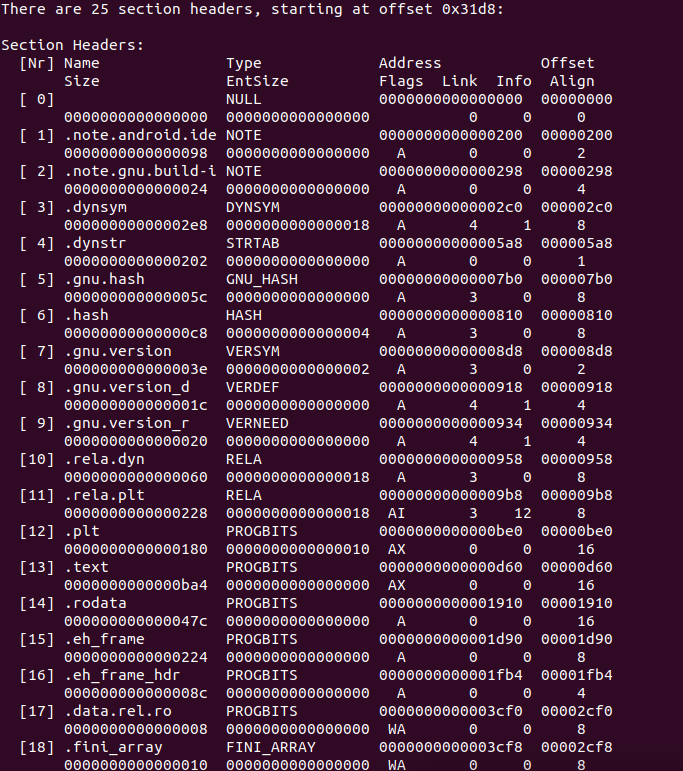 There are 25 section headers, starting at offset 0x31d8:
Section Headers:
[Nr] Name Type Address Offset
Size EntSize Flags Link Info Align
[ 0] NULL 0000000000000000 00000000
0000000000000000 0000000000000000 0 0 0
[ 1] .note.android.ide NOTE 0000000000000200 00000200
0000000000000098 0000000000000000 A 0 0 2
[ 2] .note.gnu.build-i NOTE 0000000000000298 00000298
0000000000000024 0000000000000000 A 0 0 4
[ 3] .dynsym DYNSYM 00000000000002c0 000002c0
00000000000002e8 0000000000000018 A 4 1 8
[ 4] .dynstr STRTAB 00000000000005a8 000005a8
0000000000000202 0000000000000000 A 0 0 1
[ 5] .gnu.hash GNU_HASH 00000000000007b0 000007b0
000000000000005c 0000000000000000 A 3 0 8
[ 6] .hash HASH 0000000000000810 00000810
00000000000000c8 0000000000000004 A 3 0 8
[ 7] .gnu.version VERSYM 00000000000008d8 000008d8
000000000000003e 0000000000000002 A 3 0 2
[ 8] .gnu.version_d VERDEF 0000000000000918 00000918
000000000000001c 0000000000000000 A 4 1 4
[ 9] .gnu.version_r VERNEED 0000000000000934 00000934
0000000000000020 0000000000000000 A 4 1 4
[10] .rela.dyn RELA 0000000000000958 00000958
0000000000000060 0000000000000018 A 3 0 8
[11] .rela.plt RELA 00000000000009b8 000009b8
0000000000000228 0000000000000018 AI 3 12 8
[12] .plt PROGBITS 0000000000000be0 00000be0
0000000000000180 0000000000000010 AX 0 0 16
[13] .text PROGBITS 0000000000000d60 00000d60
0000000000000ba4 0000000000000000 AX 0 0 16
[14] .rodata PROGBITS 0000000000001910 00001910
000000000000047c 0000000000000000 A 0 0 16
[15] .eh_frame PROGBITS 0000000000001d90 00001d90
0000000000000224 0000000000000000 A 0 0 8
[16] .eh_frame_hdr PROGBITS 0000000000001fb4 00001fb4
000000000000008c 0000000000000000 A 0 0 4
[17] .data.rel.ro PROGBITS 0000000000003cf0 00002cf0
0000000000000008 0000000000000000 WA 0 0 8
[18] .fini_array FINI_ARRAY 0000000000003cf8 00002cf8
0000000000000010 0000000000000000 WA 0 0 8